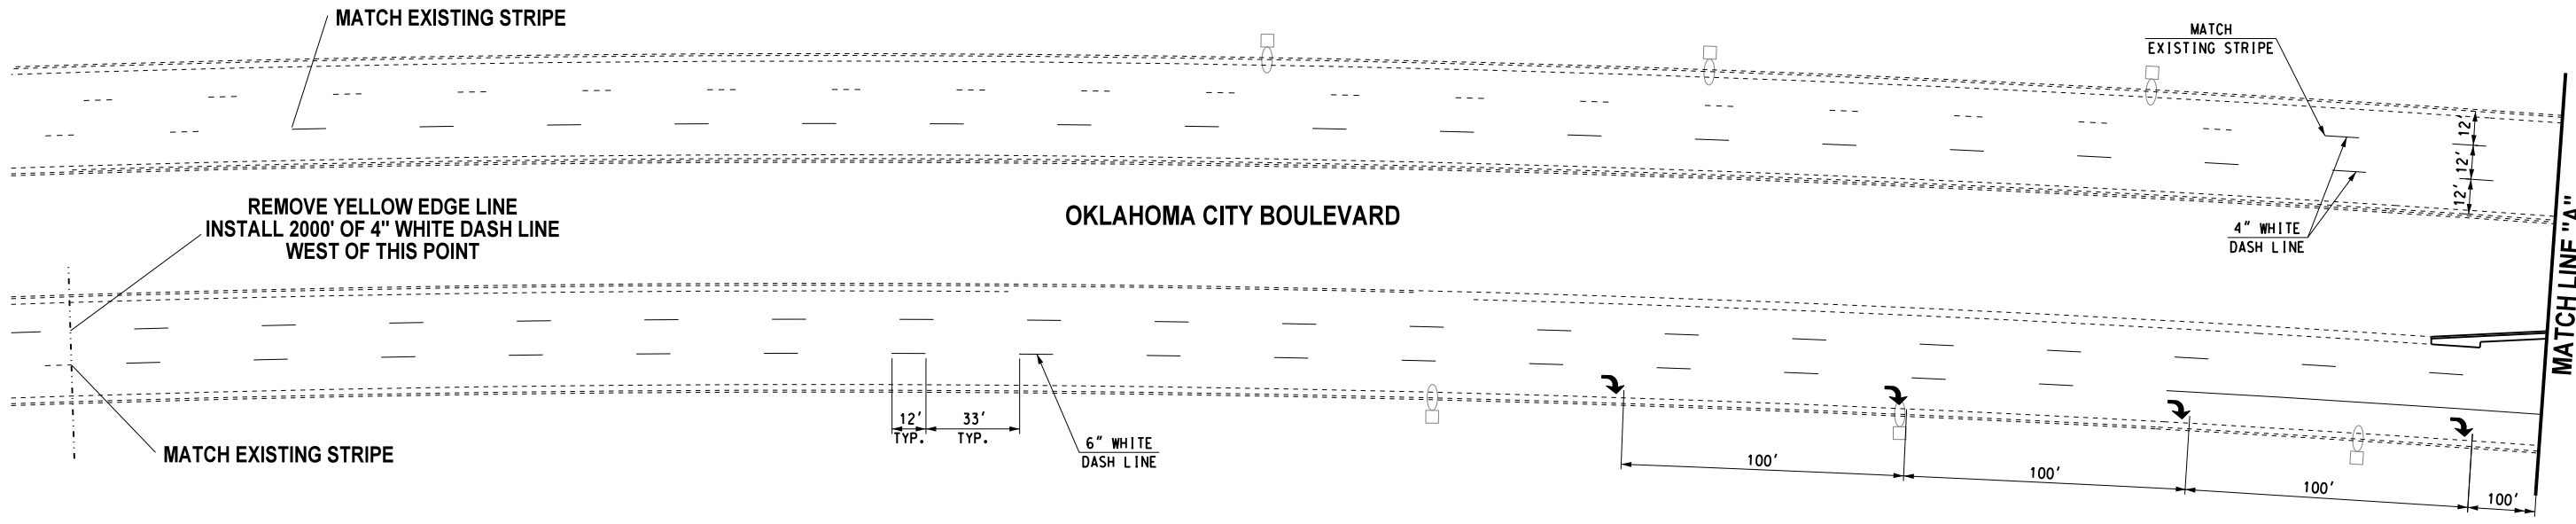 MATCH EXISTING STRIPE
MATCH
EXISTING STRIPE
12'
12'
12'
REMOVE YELLOW EDGE LINE
INSTALL 2000' OF 4" WHITE DASH LINE
WEST OF THIS POINT
OKLAHOMA CITY BOULEVARD
4" WHITE
DASH LINE
MATCH LINE "A"
12'
TYP.
33'
TYP.
6" WHITE
DASH LINE
MATCH EXISTING STRIPE
100'
100'
100'
100'